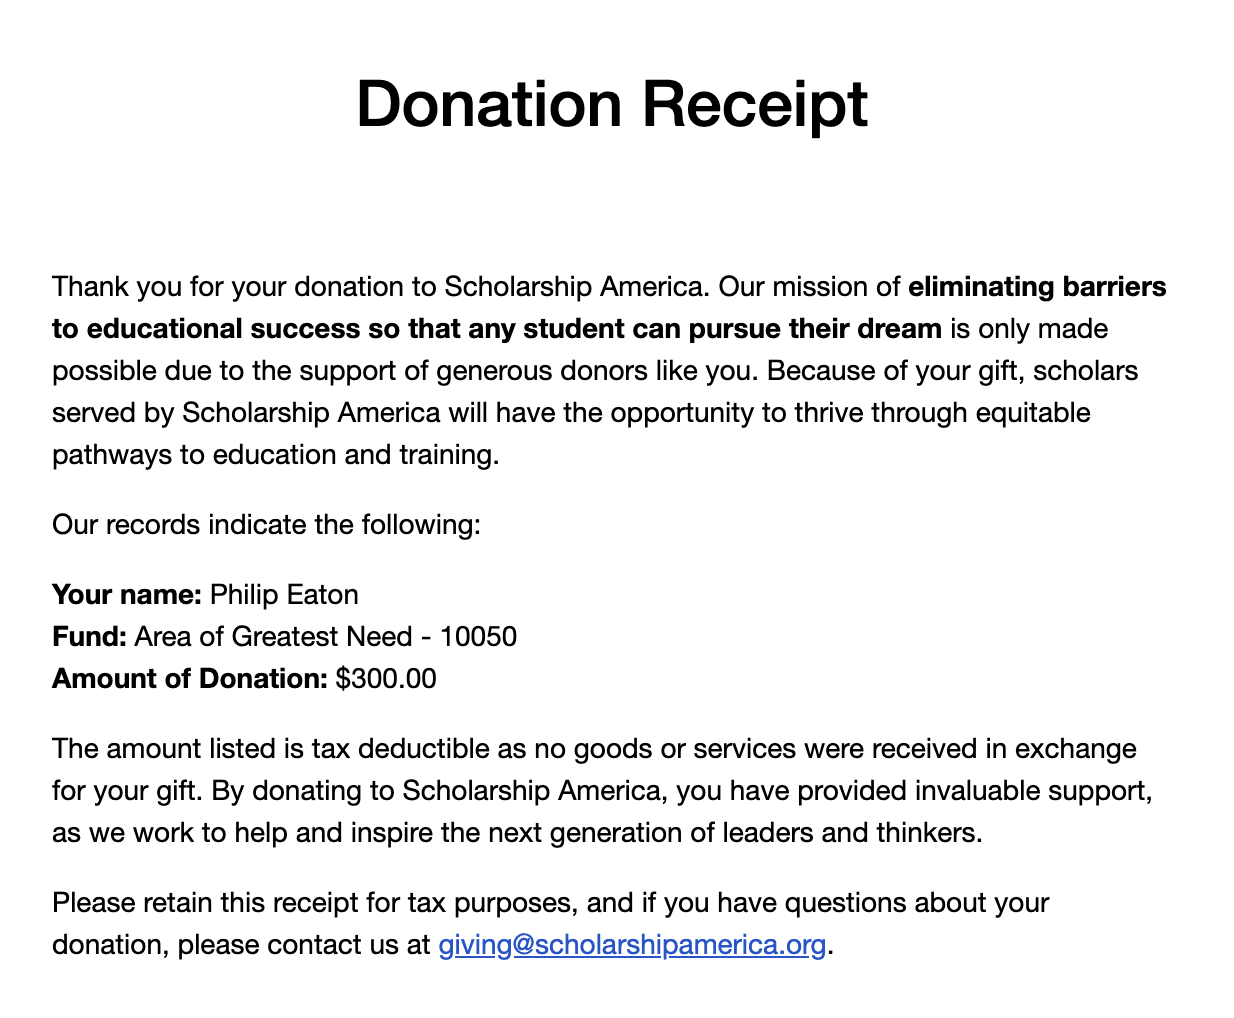 Donation Receipt
Thank you for your donation to Scholarship America. Our mission of eliminating barriers
to educational success so that any student can pursue their dream is only made
possible due to the support of generous donors like you. Because of your gift, scholars
served by Scholarship America will have the opportunity to thrive through equitable
pathways to education and training.
Our records indicate the following:
Your name: Philip Eaton
Fund: Area of Greatest Need - 10050
Amount of Donation: $300.00
The amount listed is tax deductible as no goods or services were received in exchange
for your gift. By donating to Scholarship America, you have provided invaluable support,
as we work to help and inspire the next generation of leaders and thinkers.
Please retain this receipt for tax purposes, and if you have questions about your
donation, please contact us at giving@scholarshipamerica.org.